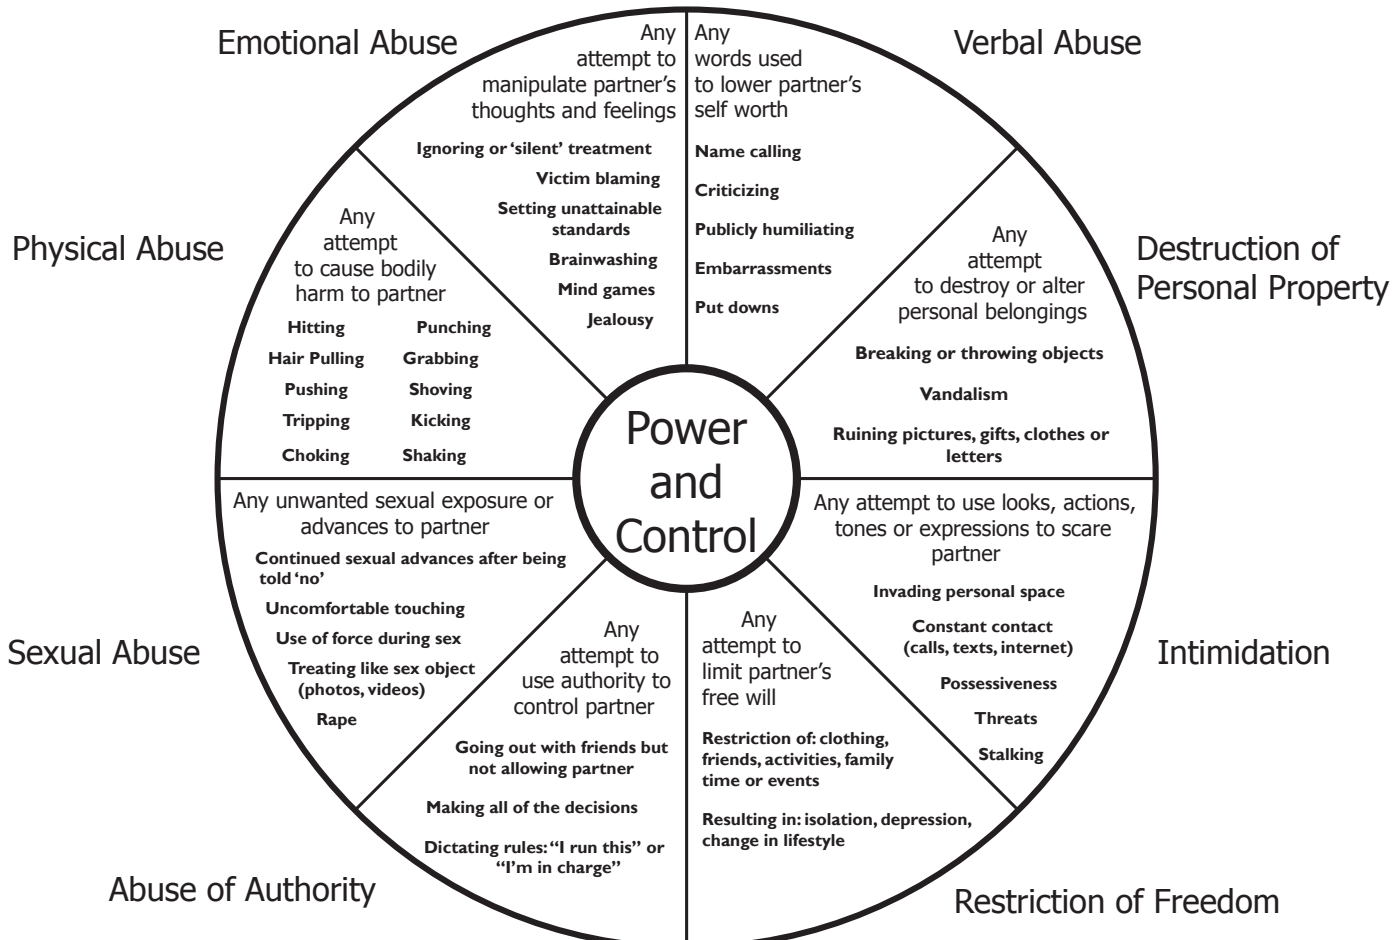 Emotional Abuse
Any
attempt to
manipulate partner's
thoughts and feelings
Ignoring or ‘silent’ treatment
Victim blaming
Setting unattainable
standards
Brainwashing
Mind games
Jealousy
Verbal Abuse
Any
words used
to lower partner's
self worth
Name calling
Criticizing
Publicly humiliating
Embarrassments
Put downs
Destruction of
Personal Property
Any
attempt
to destroy or alter
personal belongings
Breaking or throwing objects
Vandalism
Ruining pictures, gifts, clothes or
letters
Intimidation
Any attempt to use looks, actions,
tones or expressions to scare
partner
Invading personal space
Constant contact
(calls, texts, internet)
Possessiveness
Threats
Stalking
Restriction of Freedom
Any
attempt to
limit partner's
free will
Restriction of: clothing,
friends, activities, family
time or events
Resulting in: isolation, depression,
change in lifestyle
Abuse of Authority
Any
attempt to
use authority to
control partner
Going out with friends but
not allowing partner
Making all of the decisions
Dictating rules: “I run this” or
“I'm in charge”
Sexual Abuse
Any unwanted sexual exposure or
advances to partner
Continued sexual advances after being
told ‘no’
Uncomfortable touching
Use of force during sex
Treating like sex object
(photos, videos)
Rape
Physical Abuse
Any
attempt
to cause bodily
harm to partner
Hitting Punching
Hair Pulling Grabbing
Pushing Shoving
Tripping Kicking
Choking Shaking
Power
and
Control